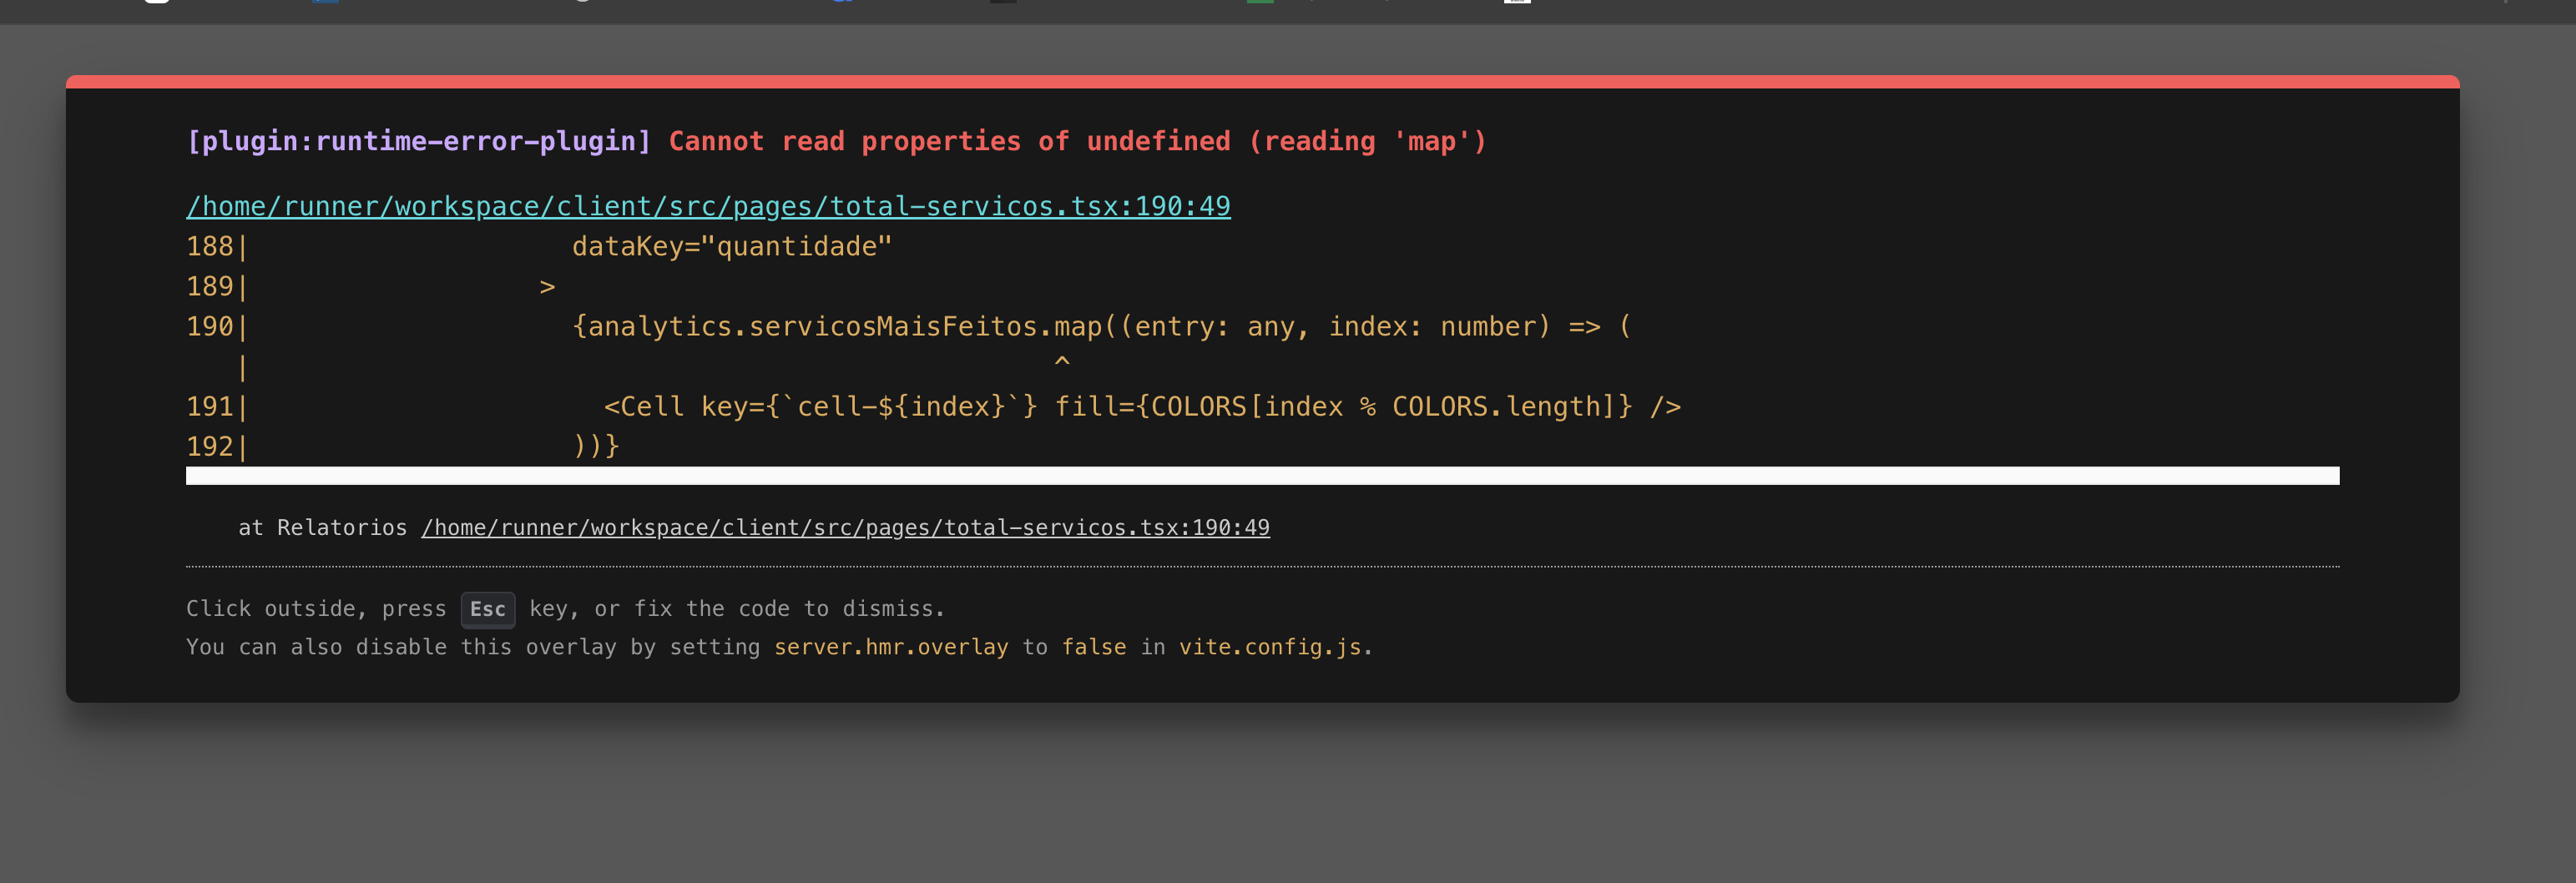 [plugin:runtime-error-plugin] Cannot read properties of undefined (reading 'map')
/home/runner/workspace/client/src/pages/total-servicos.tsx:190:49
188|                    dataKey="quantidade"
189|                  >
190|                    {analytics.servicosMaisFeitos.map((entry: any, index: number) => (
   |                                                  ^
191|                      <Cell key={`cell-${index}`} fill={COLORS[index % COLORS.length]} />
192|                    ))}
at Relatorios /home/runner/workspace/client/src/pages/total-servicos.tsx:190:49
Click outside, press Esc key, or fix the code to dismiss.
You can also disable this overlay by setting server.hmr.overlay to false in vite.config.js.